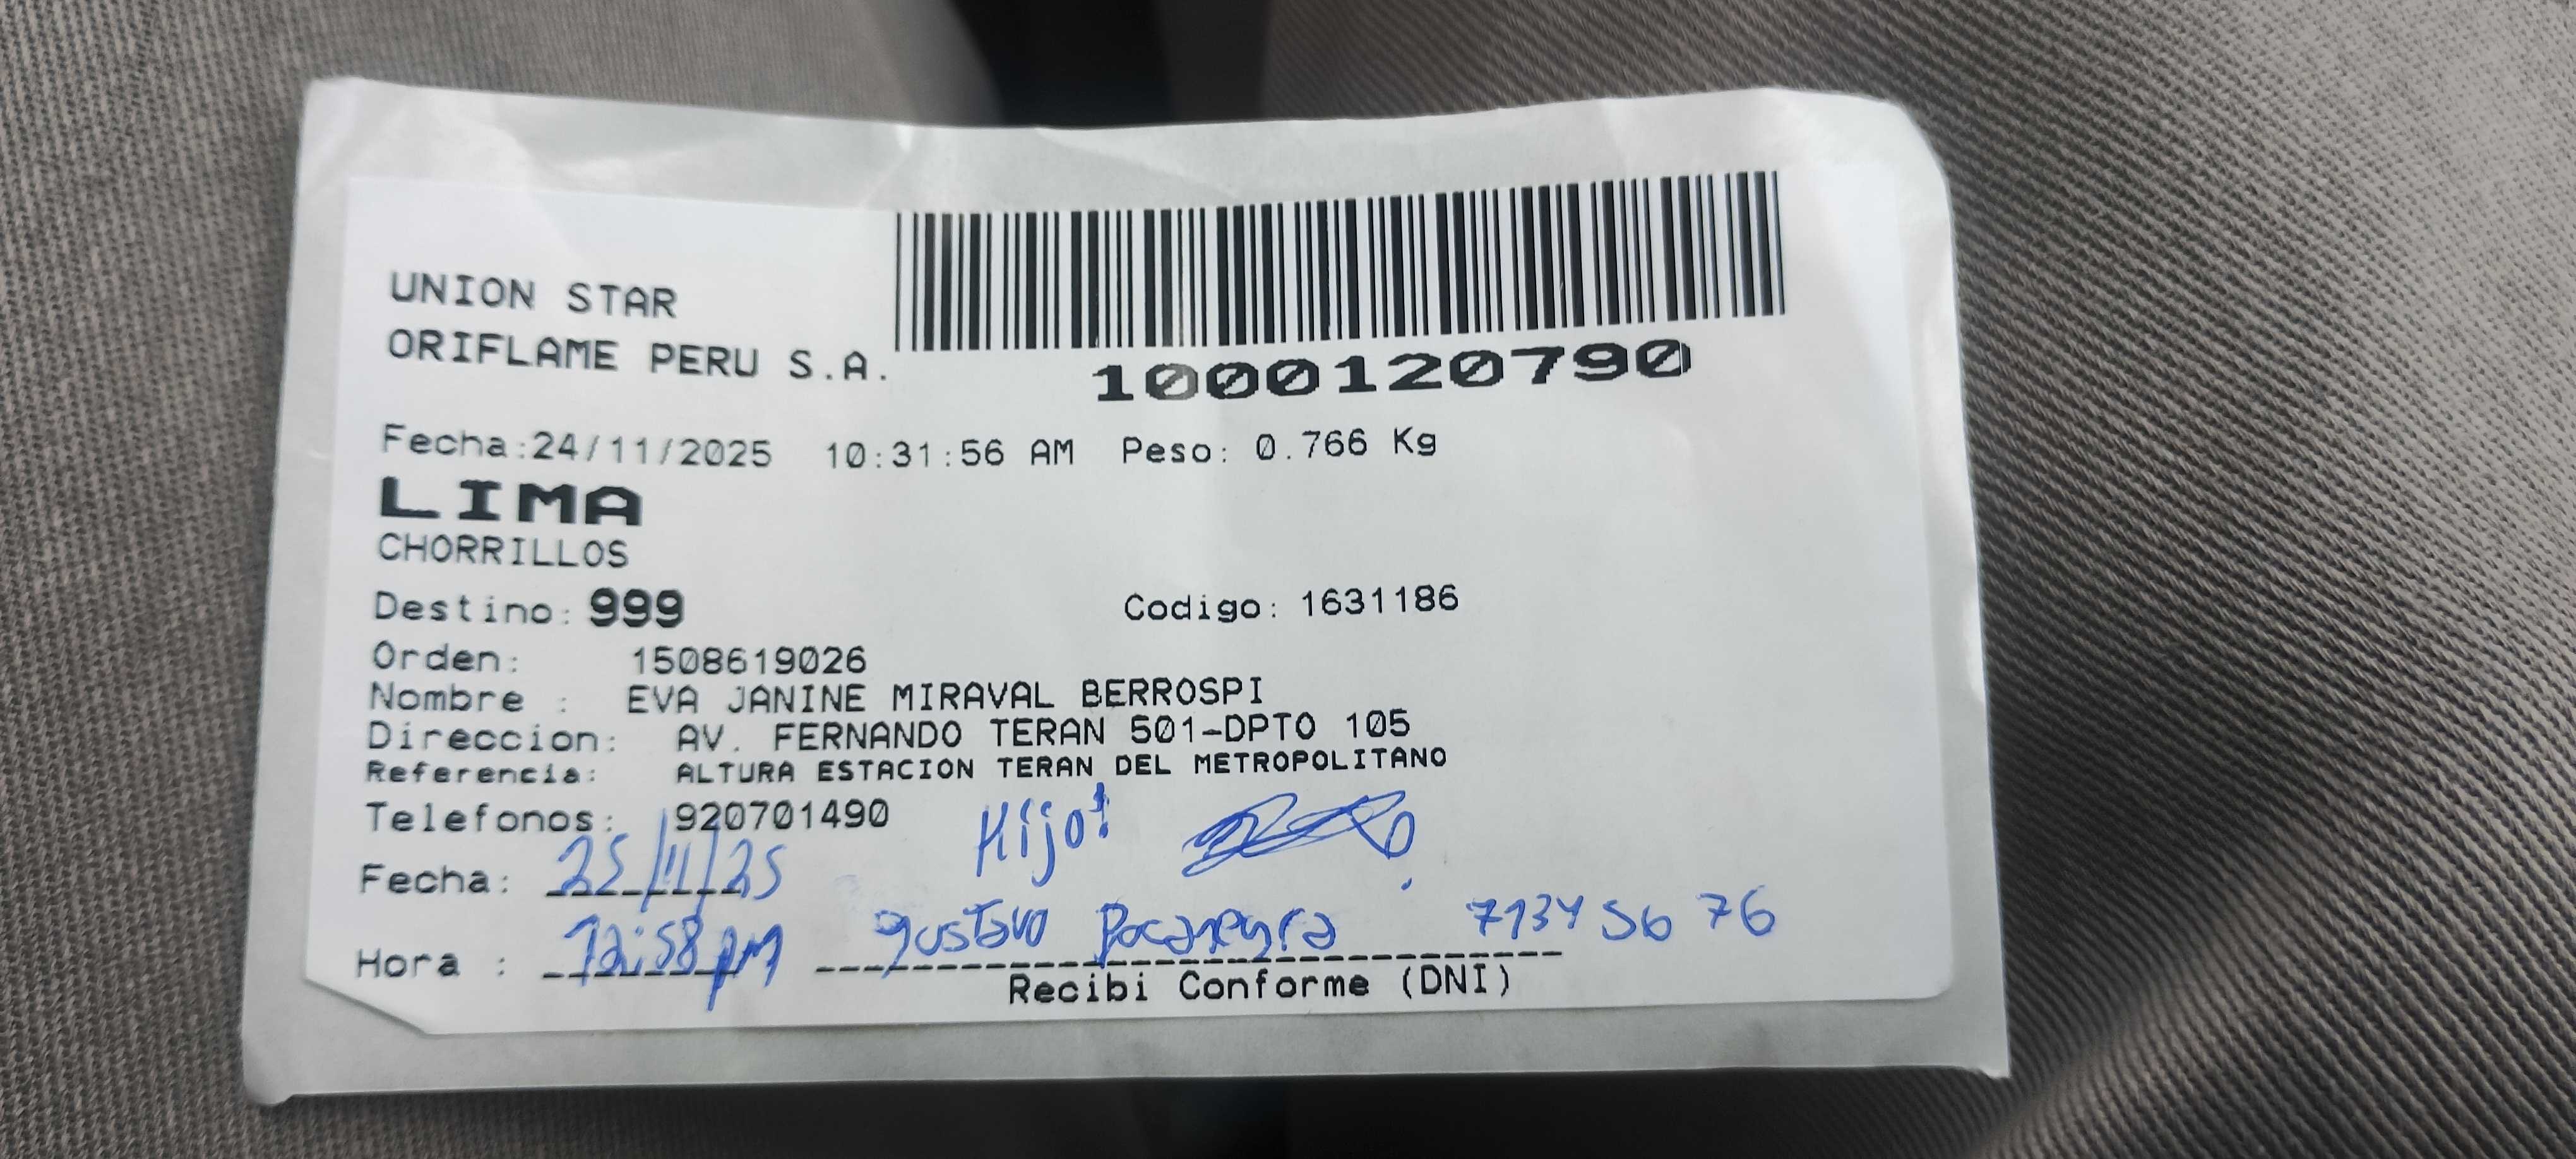 UNION STAR
ORIFLAME PERU S.A.
1000120790
Fecha:24/11/2025 10:31:56 AM Peso: 0.766 Kg
LIMA
CHORRILLOS
Destino: 999 Codigo: 1631186
Orden: 1508619026
Nombre : EVA JANINE MIRAVAL BERROSPI
Direccion: AV. FERNANDO TERAN 501-DPTO 105
Referencia: ALTURA ESTACION TERAN DEL METROPOLITANO
Telefonos: 920701490
Hijo!
Fecha: 25/11/25
Hora : 12:58 pm gustavo Bocanegra 71345676
Recibi Conforme (DNI)